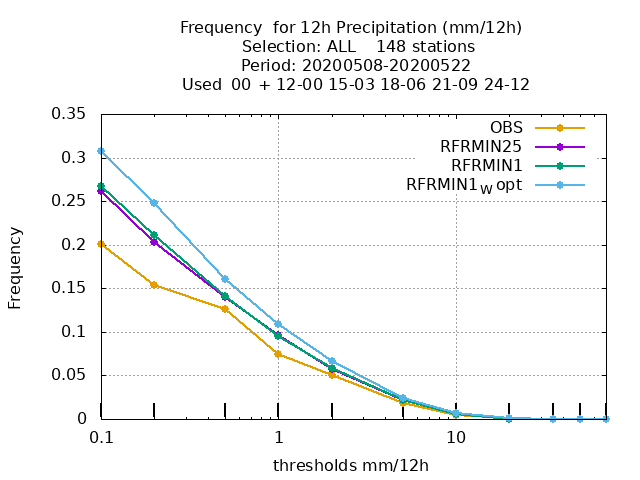 Frequency  for 12h Precipitation (mm/12h)
Selection: ALL    148 stations
Period: 20200508-20200522
Used  00 + 12-00 15-03 18-06 21-09 24-12
OBS
RFRMIN25
RFRMIN1
RFRMIN1w opt
0.35
0.3
0.25
0.2
0.15
0.1
0.05
0
Frequency
0.1
1
10
thresholds mm/12h